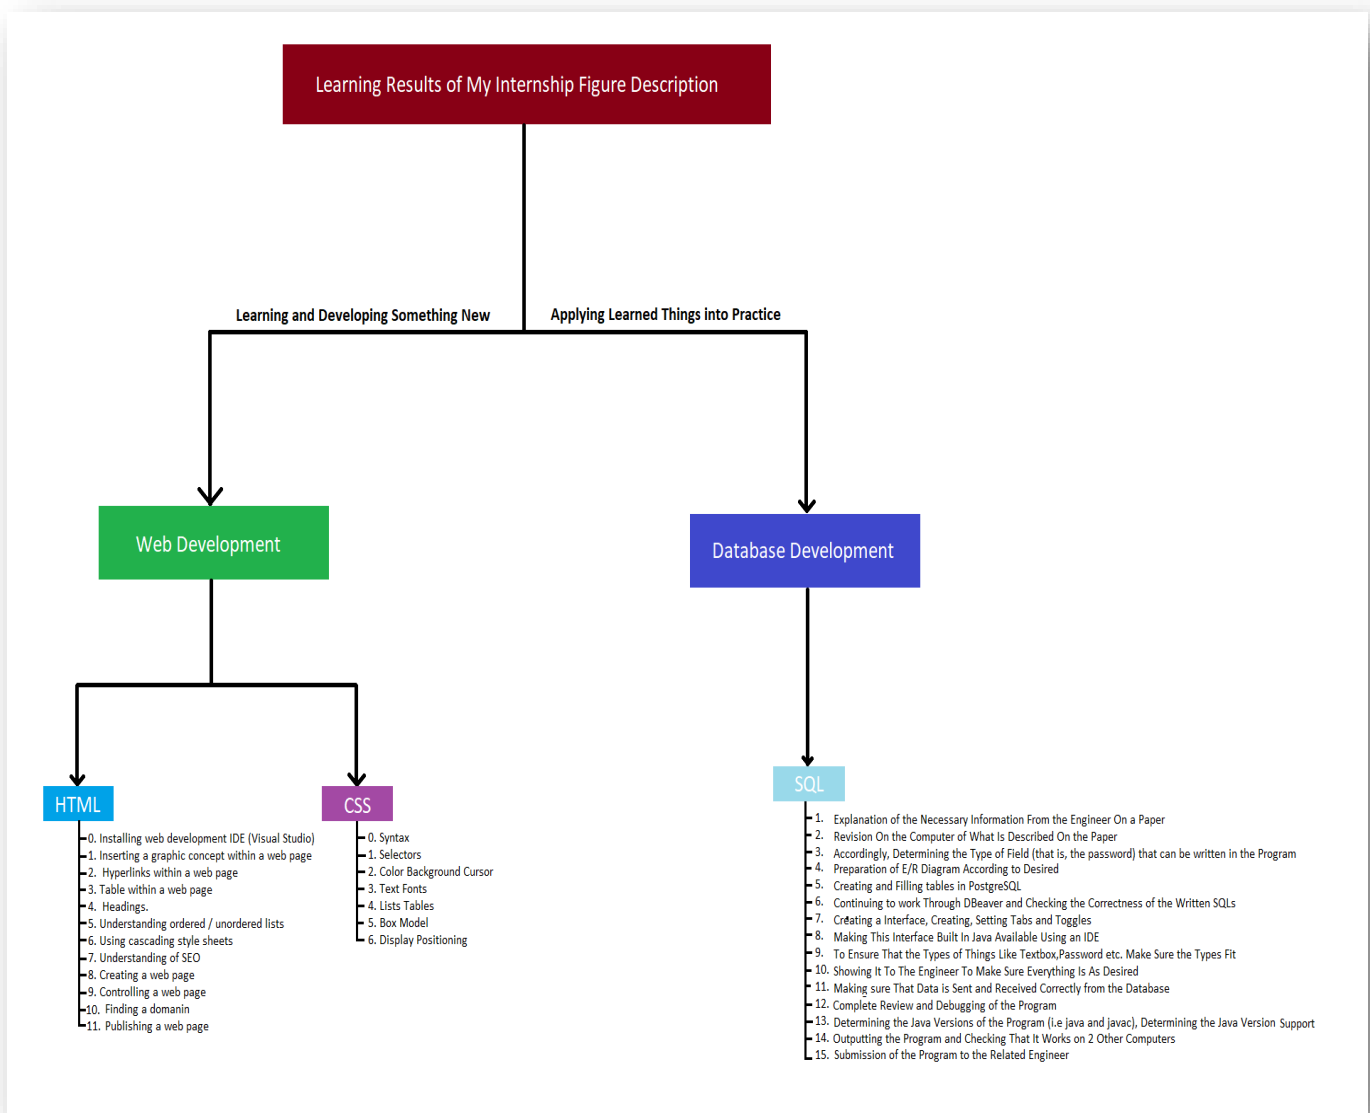 Learning Results of My Internship Figure Description
Learning and Developing Something New
Applying Learned Things into Practice
Web Development
Database Development
HTML
0. Installing web development IDE (Visual Studio)
1. Inserting a graphic concept within a web page
2. Hyperlinks within a web page
3. Table within a web page
4. Headings.
5. Understanding ordered / unordered lists
6. Using cascading style sheets
7. Understanding of SEO
8. Creating a web page
9. Controlling a web page
10. Finding a domanin
11. Publishing a web page
CSS
0. Syntax
1. Selectors
2. Color Background Cursor
3. Text Fonts
4. Lists Tables
5. Box Model
6. Display Positioning
SQL
1. Explanation of the Necessary Information From the Engineer On a Paper
2. Revision On the Computer of What Is Described On the Paper
3. Accordingly, Determining the Type of Field (that is, the password) that can be written in the Program
4. Preparation of E/R Diagram According to Desired
5. Creating and Filling tables in PostgreSQL
6. Continuing to work Through DBeaver and Checking the Correctness of the Written SQLs
7. Creating a Interface, Creating, Setting Tabs and Toggles
8. Making This Interface Built In Java Available Using an IDE
9. To Ensure That the Types of Things Like Textbox,Password etc. Make Sure the Types Fit
10. Showing It To The Engineer To Make Sure Everything Is As Desired
11. Making sure That Data is Sent and Received Correctly from the Database
12. Complete Review and Debugging of the Program
13. Determining the Java Versions of the Program (i.e java and javac), Determining the Java Version Support
14. Outputting the Program and Checking That It Works on 2 Other Computers
15. Submission of the Program to the Related Engineer